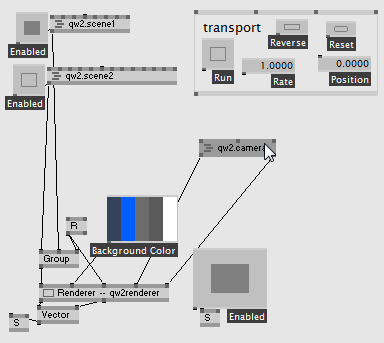 qw2.scene1
Enabled
qw2.scene2
Enabled
transport
Reverse
Reset
Run
1.0000
Rate
0.0000
Position
qw2.camera
R
Background Color
Group
Renderer -- qw2renderer
S
Vector
S
Enabled